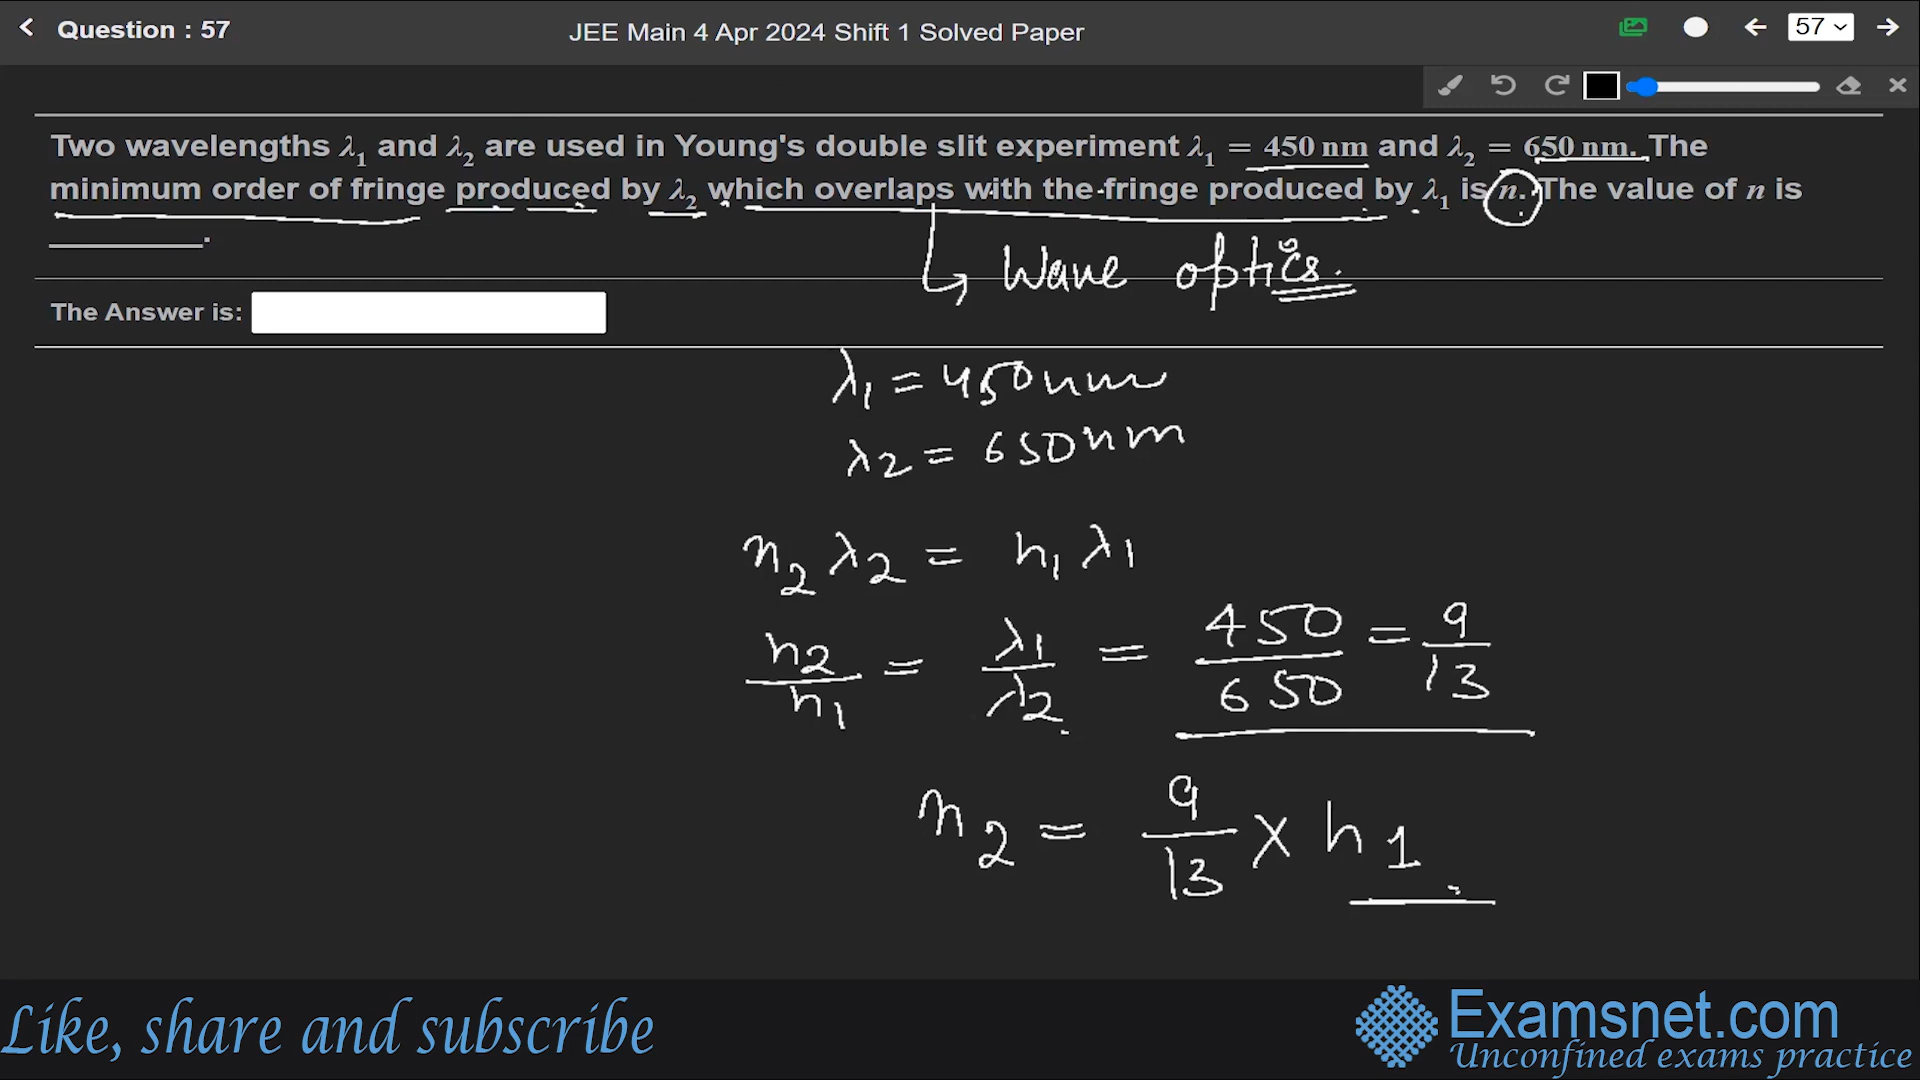 Question : 57
JEE Main 4 Apr 2024 Shift 1 Solved Paper
57
Two wavelengths λ₁ and λ₂ are used in Young's double slit experiment λ₁ = 450 nm and λ₂ = 650 nm. The
minimum order of fringe produced by λ₂ which overlaps with the fringe produced by λ₁ is n. The value of n is
________.
Wave optics.
The Answer is:
λ1 = 450nm
λ2 = 650nm
n2 λ2 = n1 λ1
n2/n1 = λ1/λ2 = 450/650 = 9/13
n2 = 9/13 × n1
Like, share and subscribe
Examsnet.com
Unconfined exams practice